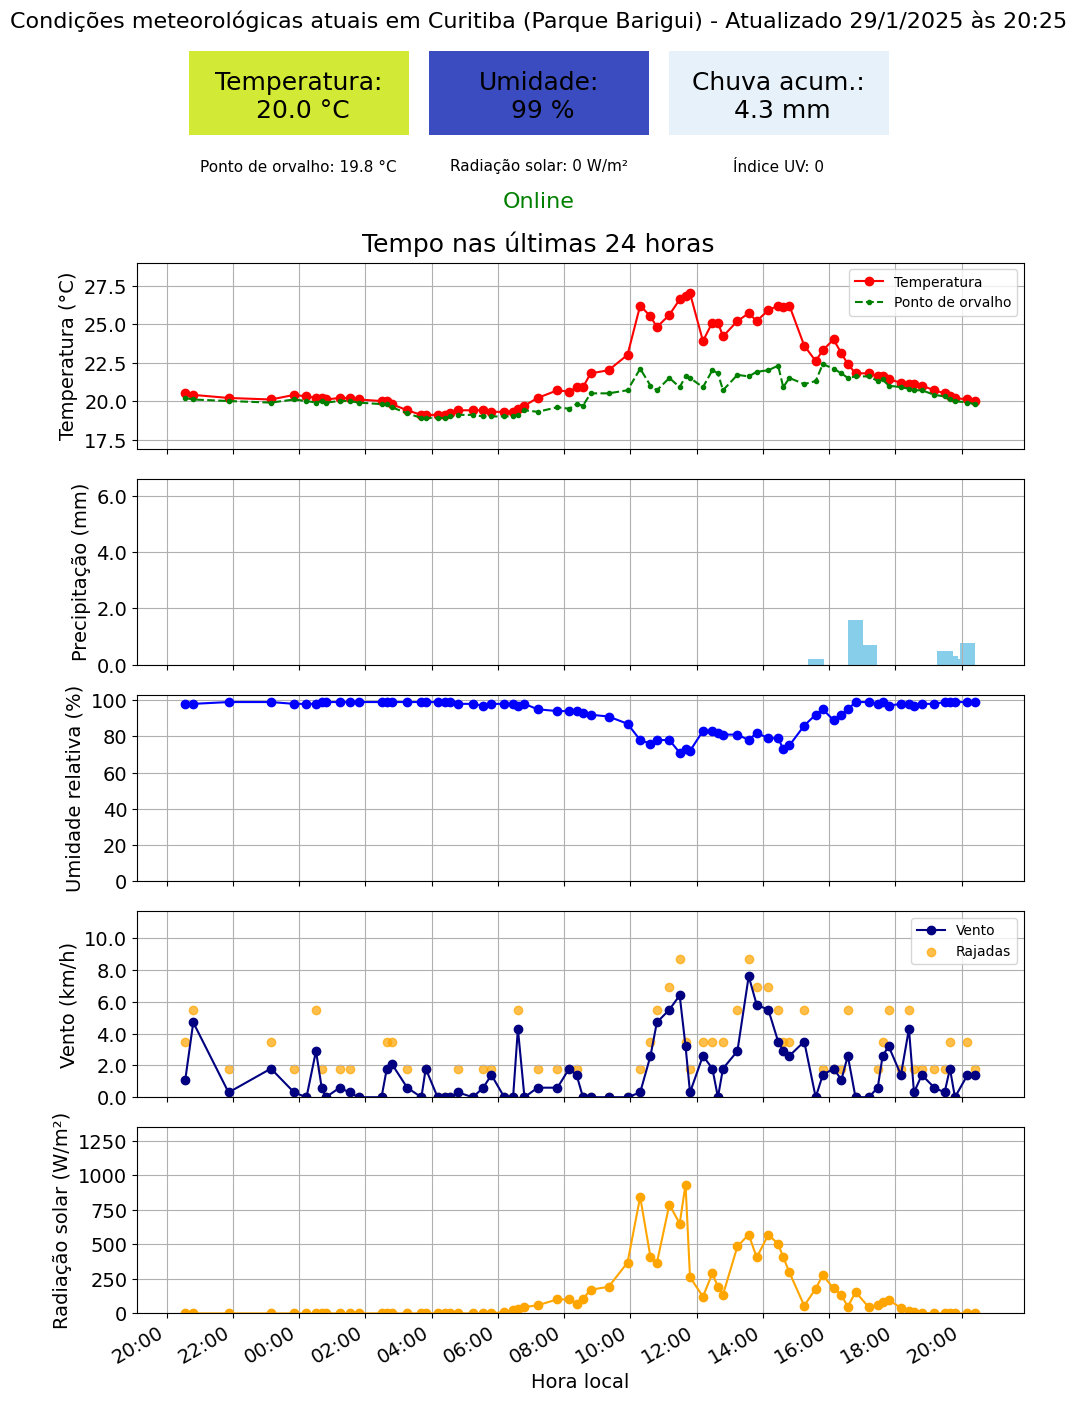 Condições meteorológicas atuais em Curitiba (Parque Barigui) - Atualizado 29/1/2025 às 20:25
Temperatura:
20.0 °C
Umidade:
99 %
Chuva acum.:
4.3 mm
Ponto de orvalho: 19.8 °C
Radiação solar: 0 W/m²
Índice UV: 0
Online
Tempo nas últimas 24 horas
Temperatura (°C)
27.5
25.0
22.5
20.0
17.5
Temperatura
Ponto de orvalho
Precipitação (mm)
6.0
4.0
2.0
0.0
Umidade relativa (%)
100
80
60
40
20
0
Vento (km/h)
10.0
8.0
6.0
4.0
2.0
0.0
Vento
Rajadas
Radiação solar (W/m²)
1250
1000
750
500
250
0
20:00
22:00
00:00
02:00
04:00
06:00
08:00
10:00
12:00
14:00
16:00
18:00
20:00
Hora local